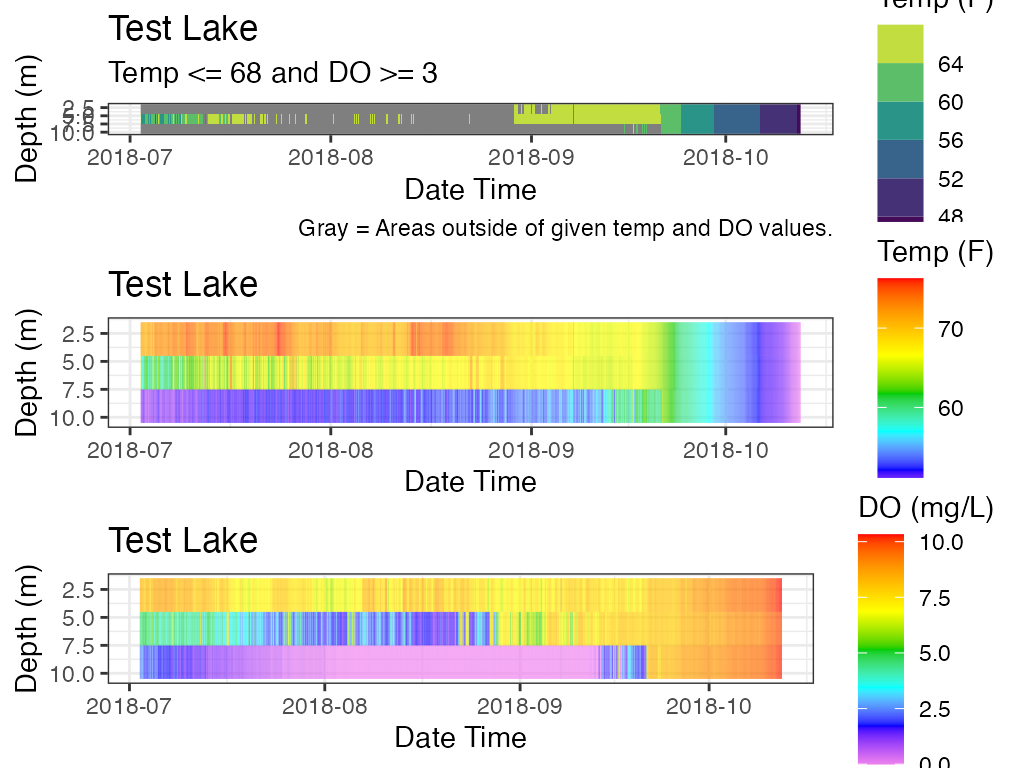 Test Lake
Temp <= 68 and DO >= 3
Depth (m)
2.5
5.0
10.0
2018-07
2018-08
2018-09
2018-10
Date Time
Gray = Areas outside of given temp and DO values.
Temp (F)
64
60
56
52
48
Test Lake
Depth (m)
2.5
5.0
7.5
10.0
2018-07
2018-08
2018-09
2018-10
Date Time
Temp (F)
70
60
Test Lake
Depth (m)
2.5
5.0
7.5
10.0
2018-07
2018-08
2018-09
2018-10
Date Time
DO (mg/L)
10.0
7.5
5.0
2.5
0.0